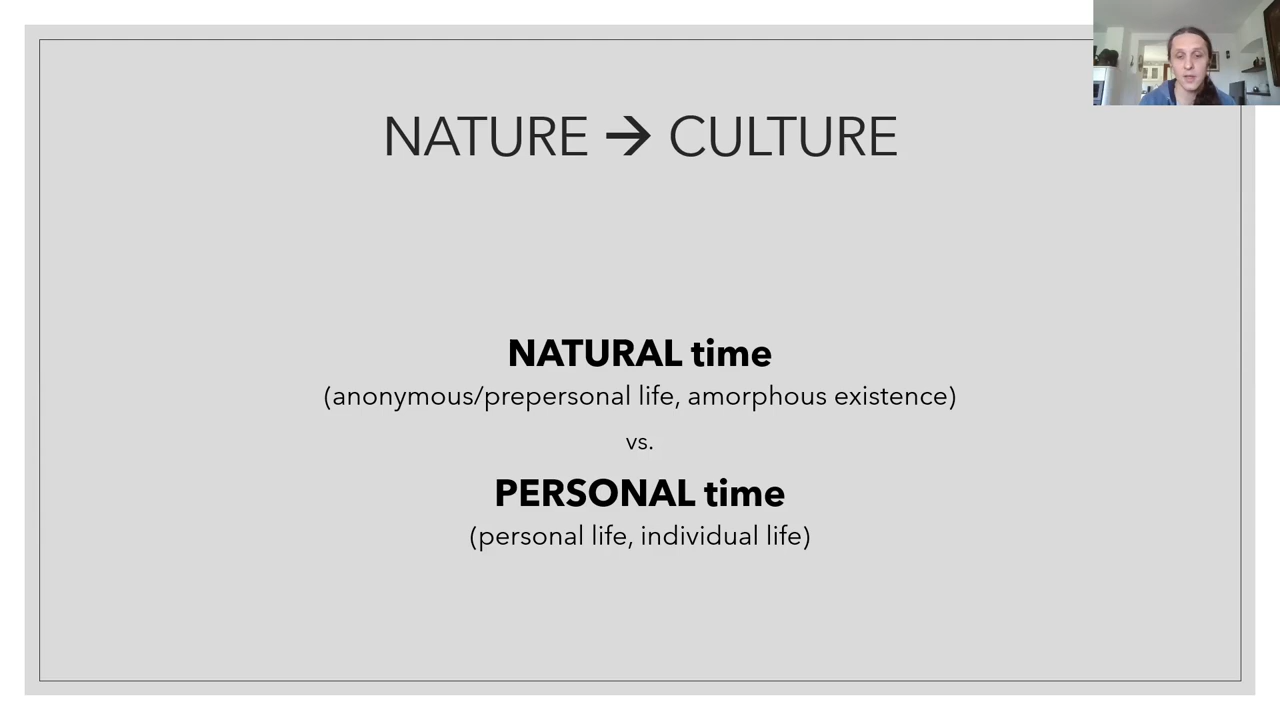 NATURE → CULTURE
NATURAL time
(anonymous/prepersonal life, amorphous existence)
vs.
PERSONAL time
(personal life, individual life)